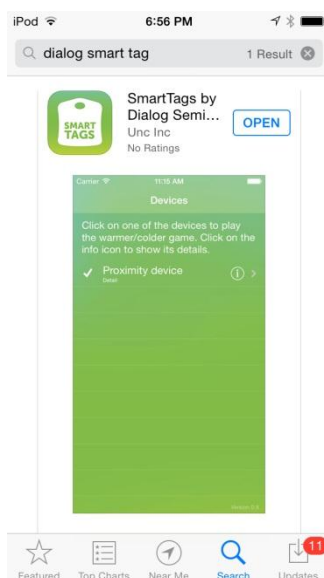 iPod 6:56 PM
dialog smart tag 1 Result
SMART
TAGS
SmartTags by
Dialog Semi...
Unc Inc
No Ratings
OPEN
Carrier 11:16 AM
Devices
Click on one of the devices to play
the warmer/colder game. Click on the
info icon to show its details.
Proximity device
Detail
11
Featured Top Charts Near Me Search Updates